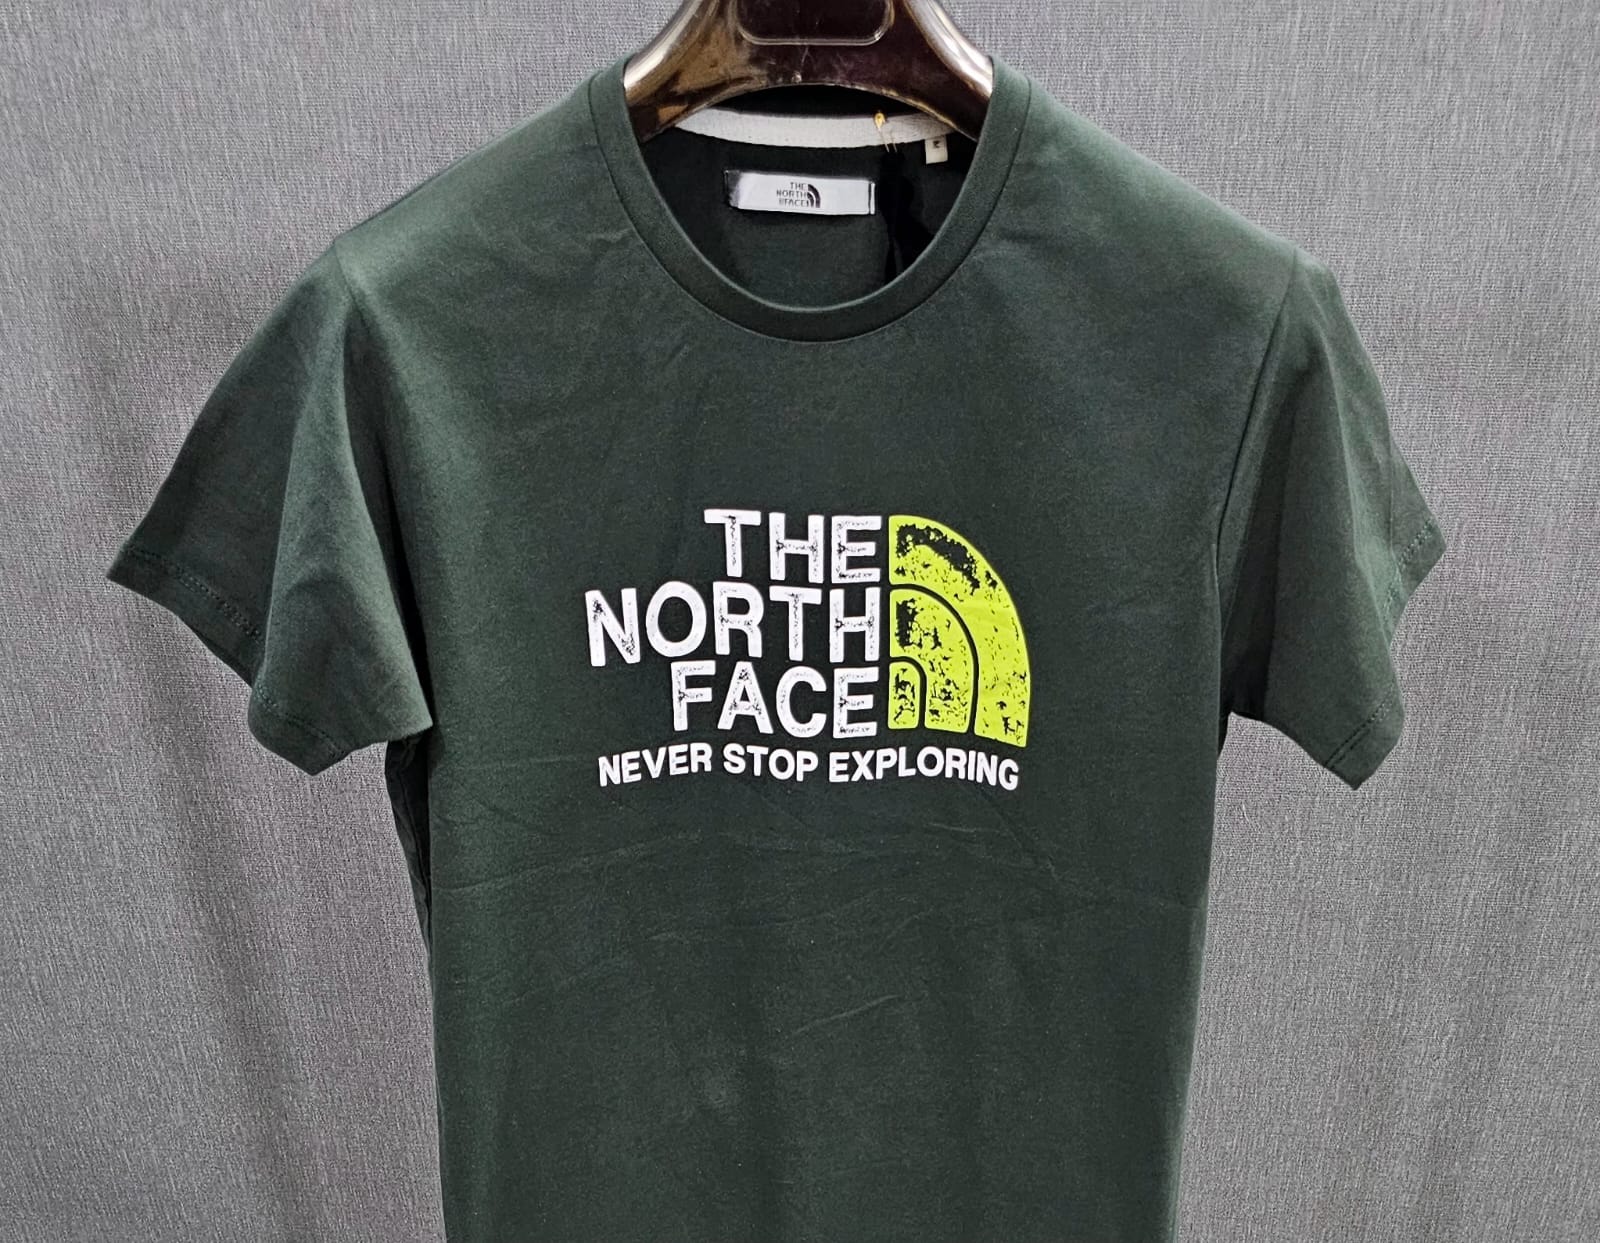 THE
NORTH
FACE
M
THE
NORTH
FACE
NEVER STOP EXPLORING